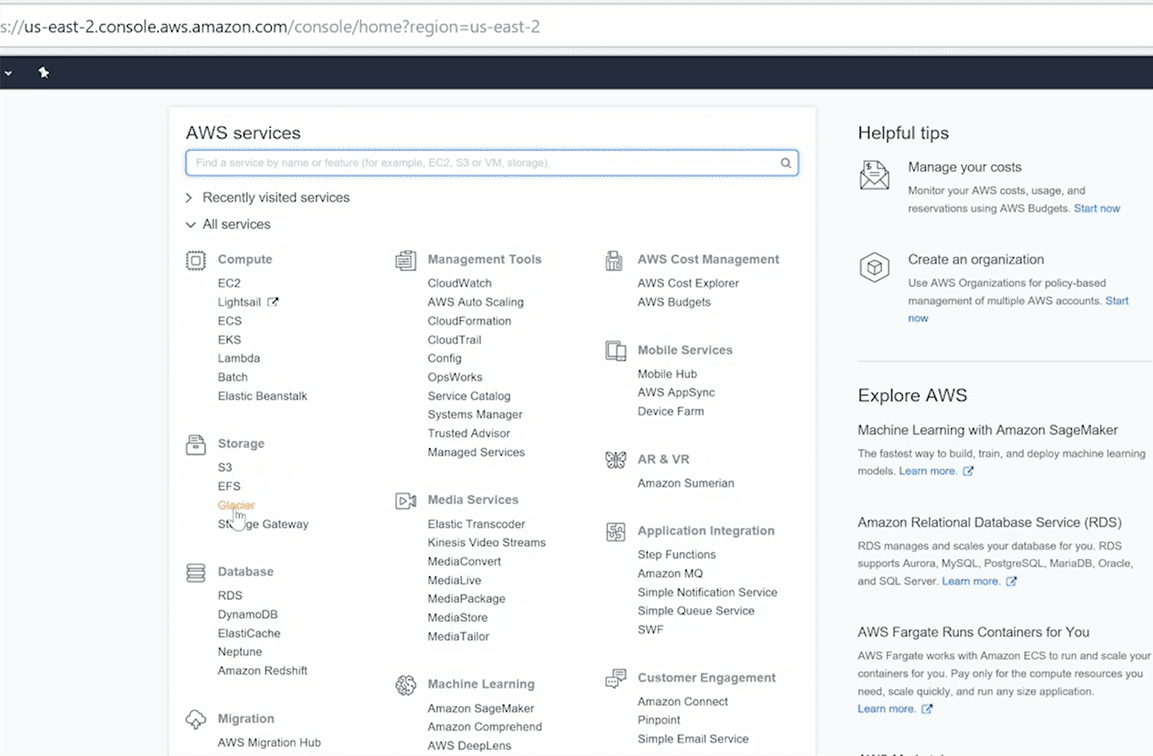 s://us-east-2.console.aws.amazon.com/console/home?region=us-east-2
AWS services
Find a service by name or feature (for example, EC2, S3 or VM, storage).
Recently visited services
All services
Compute
EC2
Lightsail
ECS
EKS
Lambda
Batch
Elastic Beanstalk
Storage
S3
EFS
Glacier
Storage Gateway
Database
RDS
DynamoDB
ElastiCache
Neptune
Amazon Redshift
Migration
AWS Migration Hub
Management Tools
CloudWatch
AWS Auto Scaling
CloudFormation
CloudTrail
Config
OpsWorks
Service Catalog
Systems Manager
Trusted Advisor
Managed Services
Media Services
Elastic Transcoder
Kinesis Video Streams
MediaConvert
MediaLive
MediaPackage
MediaStore
MediaTailor
Machine Learning
Amazon SageMaker
Amazon Comprehend
AWS DeepLens
AWS Cost Management
AWS Cost Explorer
AWS Budgets
Mobile Services
Mobile Hub
AWS AppSync
Device Farm
AR & VR
Amazon Sumerian
Application Integration
Step Functions
Amazon MQ
Simple Notification Service
Simple Queue Service
SWF
Customer Engagement
Amazon Connect
Pinpoint
Simple Email Service
Helpful tips
Manage your costs
Monitor your AWS costs, usage, and
reservations using AWS Budgets. Start now
Create an organization
Use AWS Organizations for policy-based
management of multiple AWS accounts. Start
now
Explore AWS
Machine Learning with Amazon SageMaker
The fastest way to build, train, and deploy machine learning
models. Learn more.
Amazon Relational Database Service (RDS)
RDS manages and scales your database for you. RDS
supports Aurora, MySQL, PostgreSQL, MariaDB, Oracle,
and SQL Server. Learn more.
AWS Fargate Runs Containers for You
AWS Fargate works with Amazon ECS to run and scale your
containers for you. Pay only for the compute resources you
need, scale quickly, and run any size application.
Learn more.